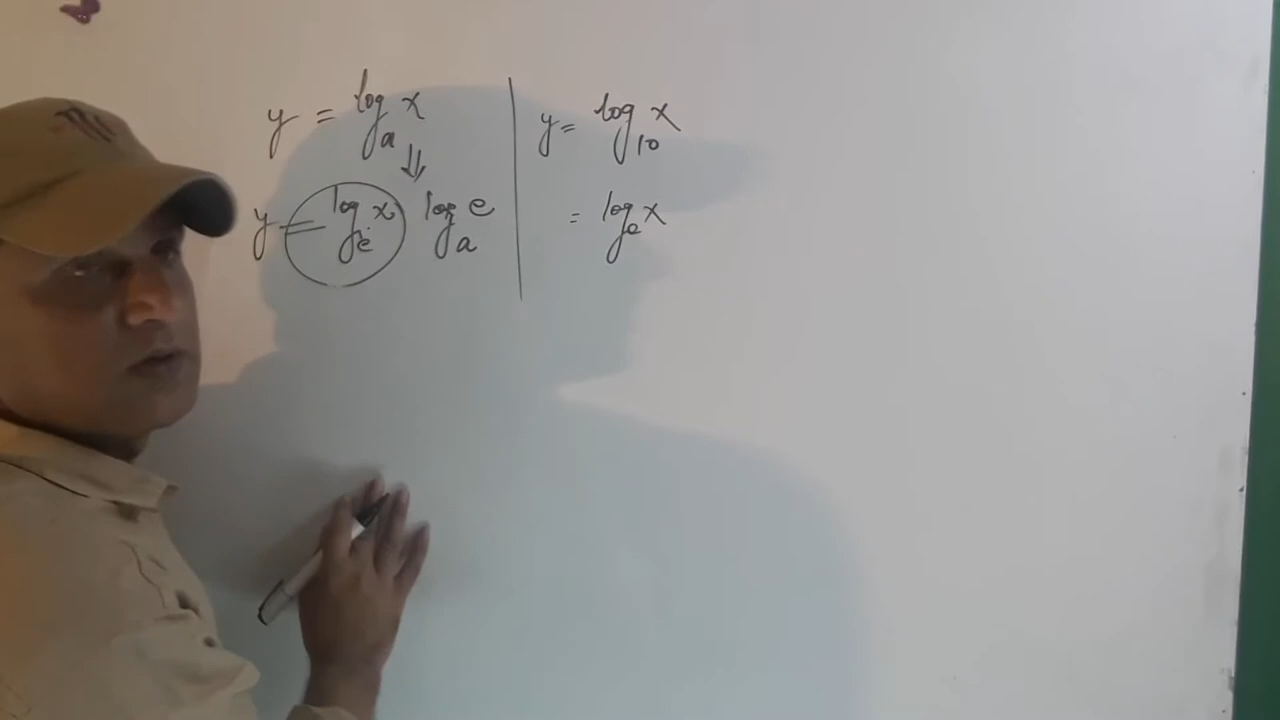 y = log_a x
⇓
y = log_e x log_a e
y = log_10 x
= log_e x